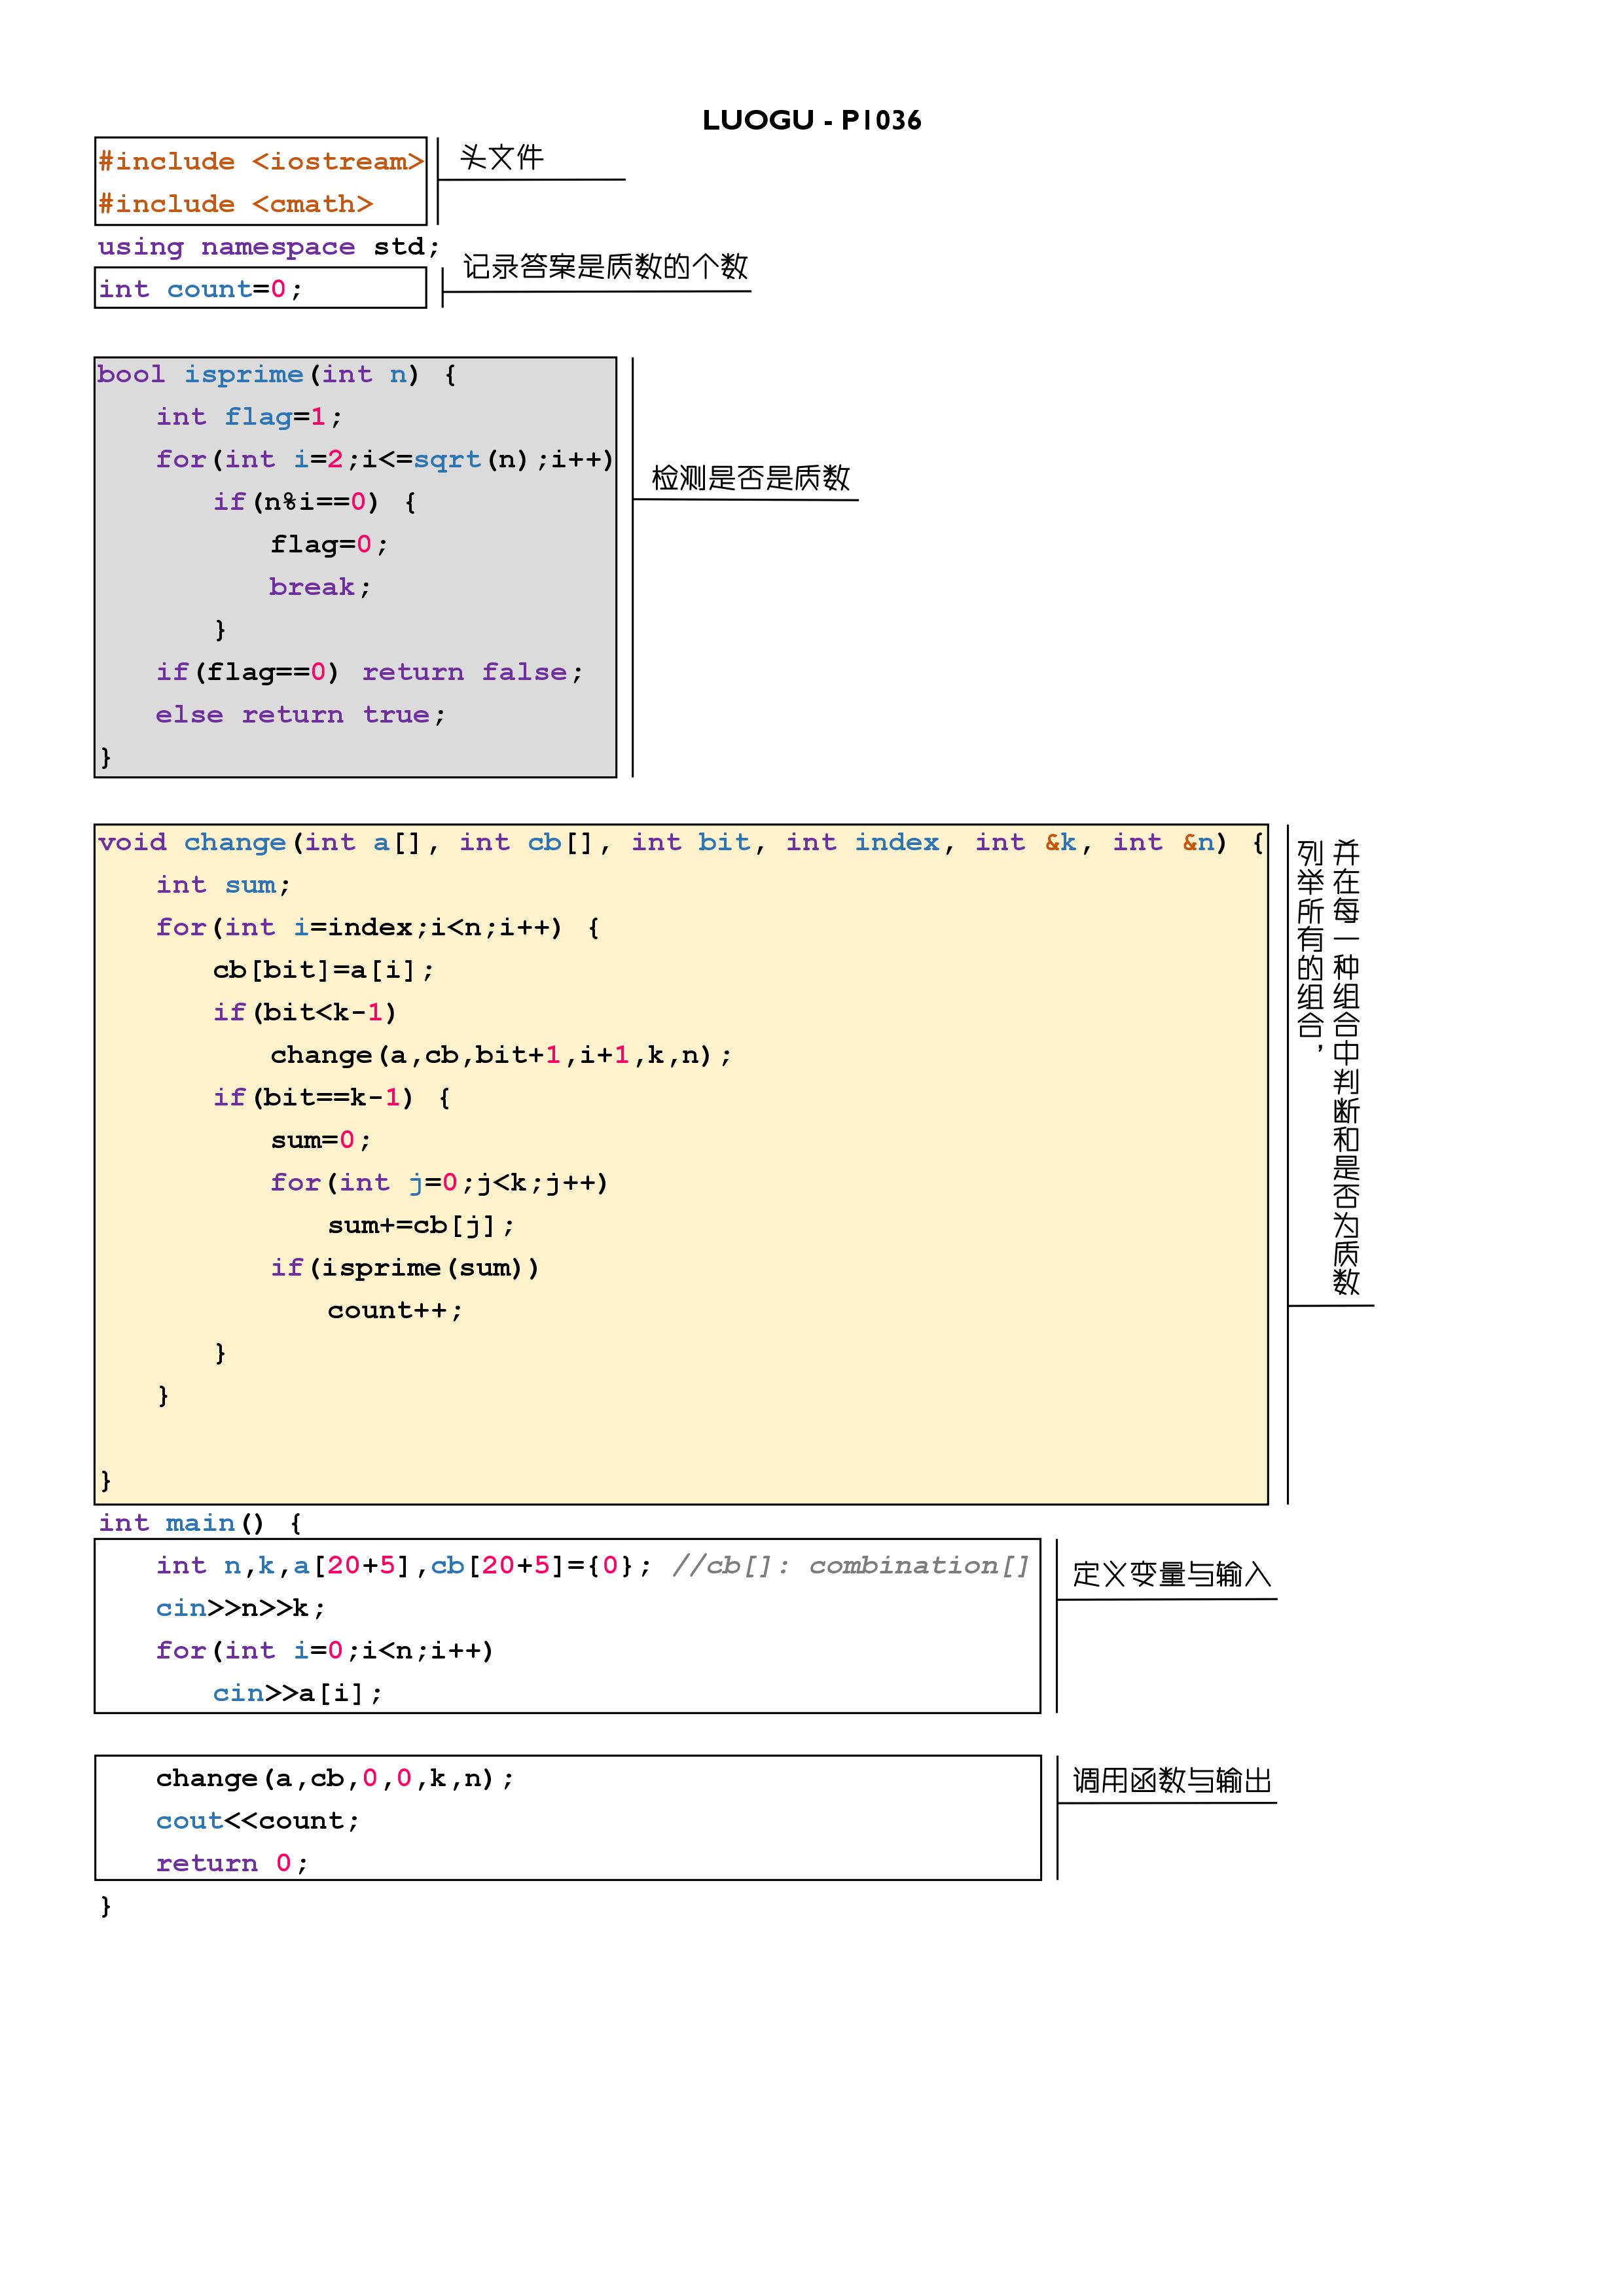 LUOGU - P1036
#include <iostream>
#include <cmath>
头文件
using namespace std;
int count=0;
记录答案是质数的个数
bool isprime(int n) {
int flag=1;
for(int i=2;i<=sqrt(n);i++)
if(n%i==0) {
flag=0;
break;
}
if(flag==0) return false;
else return true;
}
检测是否是质数
void change(int a[], int cb[], int bit, int index, int &k, int &n) {
int sum;
for(int i=index;i<n;i++) {
cb[bit]=a[i];
if(bit<k-1)
change(a,cb,bit+1,i+1,k,n);
if(bit==k-1) {
sum=0;
for(int j=0;j<k;j++)
sum+=cb[j];
if(isprime(sum))
count++;
}
}
}
列举所有的组合，
并在每一种组合中判断和是否为质数
int main() {
int n,k,a[20+5],cb[20+5]={0}; //cb[]: combination[]
cin>>n>>k;
for(int i=0;i<n;i++)
cin>>a[i];
定义变量与输入
change(a,cb,0,0,k,n);
cout<<count;
return 0;
调用函数与输出
}